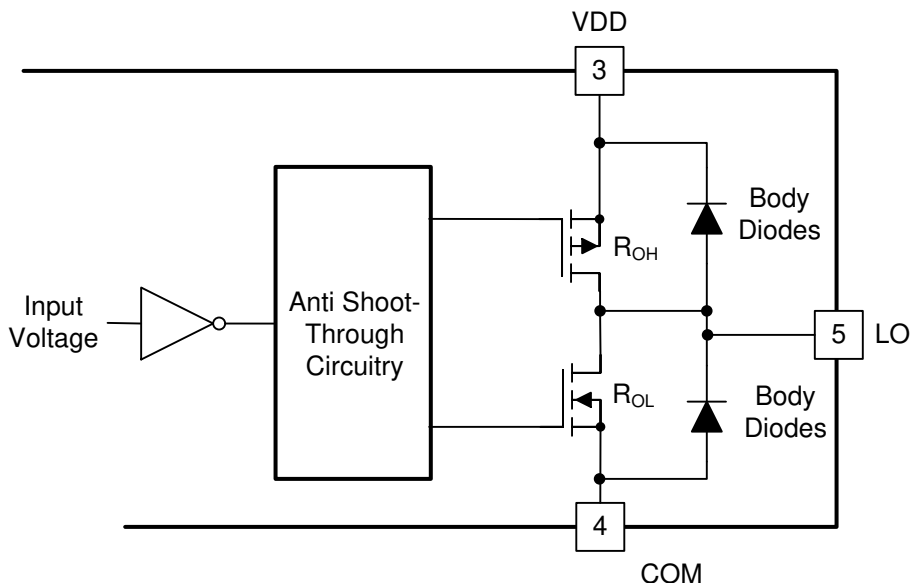 VDD
3
Body
Diodes
R_OH
Input
Voltage
Anti Shoot-
Through
Circuitry
5
LO
R_OL
Body
Diodes
4
COM